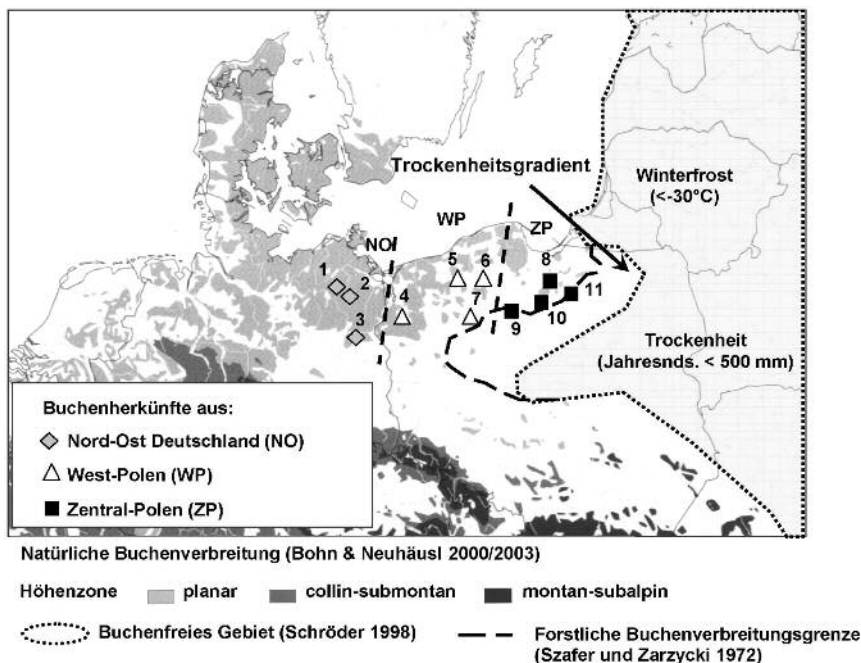 Trockenheitsgradient
Winterfrost
(<-30°C)
WP
ZP
NO
1
2
3
4
5
6
7
8
9
10
11
Trockenheit
(Jahresnds. < 500 mm)
Buchenherkünfte aus:
Nord-Ost Deutschland (NO)
West-Polen (WP)
Zentral-Polen (ZP)
Natürliche Buchenverbreitung (Bohn & Neuhäusl 2000/2003)
Höhenzone planar collin-submontan montan-subalpin
Buchenfreies Gebiet (Schröder 1998) Forstliche Buchenverbreitungsgrenze
(Szafer und Zarzycki 1972)